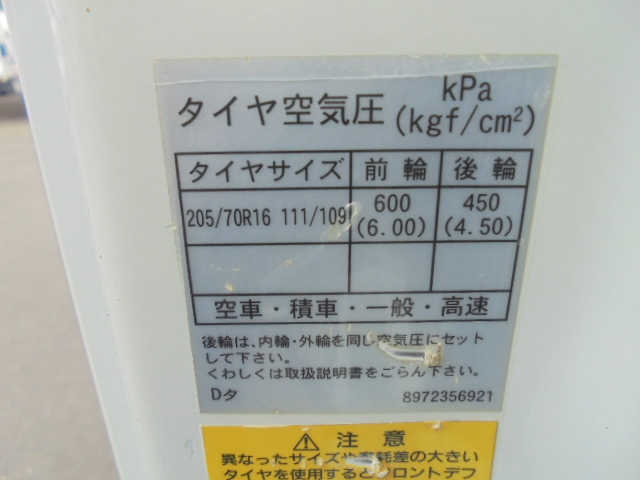 タイヤ空気圧 kPa
(kgf/cm²)
タイヤサイズ 前輪 後輪
205/70R16 111/109 600 450
(6.00) (4.50)
空車・積車・一般・高速
後輪は、内輪・外輪を同じ空気圧にセット
して下さい。
くわしくは取扱説明書をごらん下さい。
Dタ 8972356921
注意
異なったサイズや摩耗差の大きい
タイヤを使用するとフロントデフ